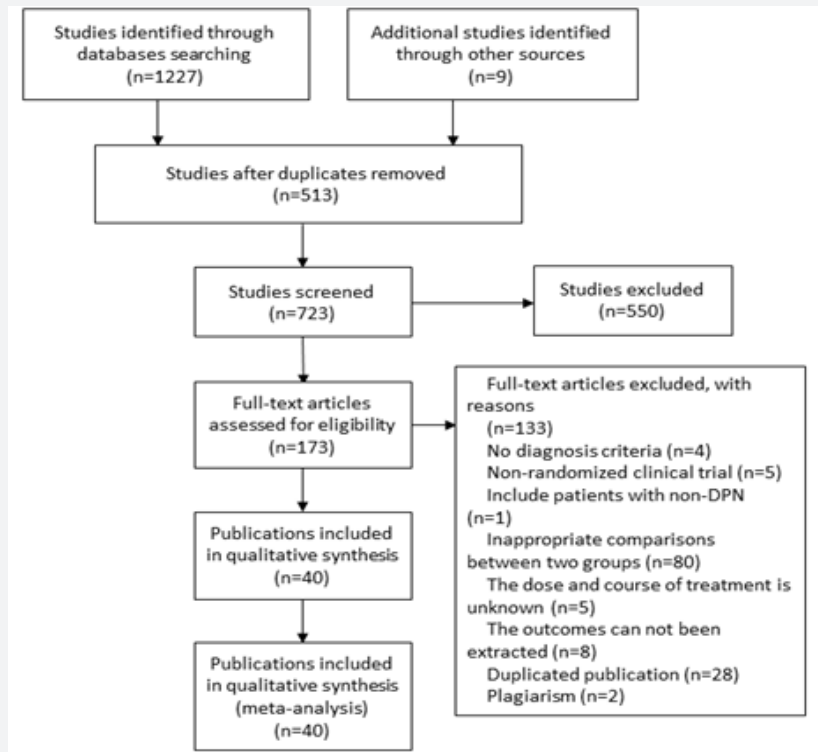 Studies identified through
databases searching
(n=1227)
Additional studies identified
through other sources
(n=9)
Studies after duplicates removed
(n=513)
Studies screened
(n=723)
Studies excluded
(n=550)
Full-text articles
assessed for eligibility
(n=173)
Full-text articles excluded, with
reasons
(n=133)
No diagnosis criteria (n=4)
Non-randomized clinical trial (n=5)
Include patients with non-DPN
(n=1)
Inappropriate comparisons
between two groups (n=80)
The dose and course of treatment is
unknown (n=5)
The outcomes can not been
extracted (n=8)
Duplicated publication (n=28)
Plagiarism (n=2)
Publications included
in qualitative synthesis
(n=40)
Publications included
in qualitative synthesis
(meta-analysis)
(n=40)